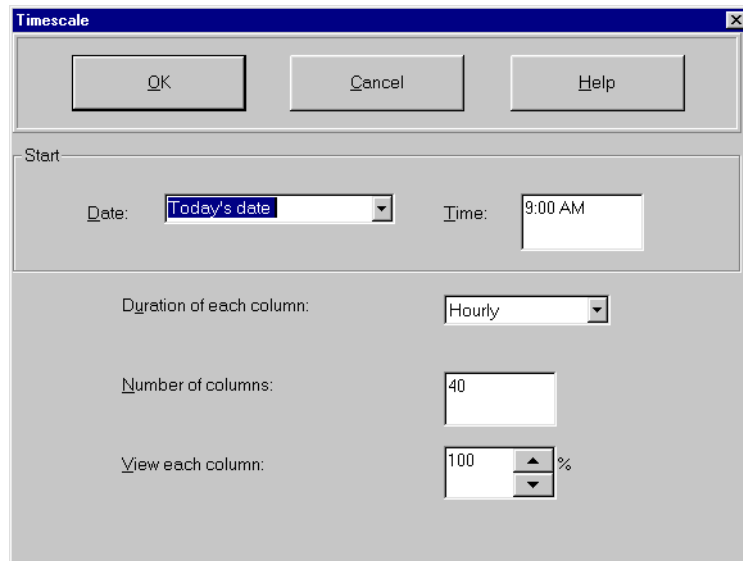 Timescale
OK Cancel Help
Start
Date: Today's date Time: 9:00 AM
Duration of each column: Hourly
Number of columns: 40
View each column: 100 %